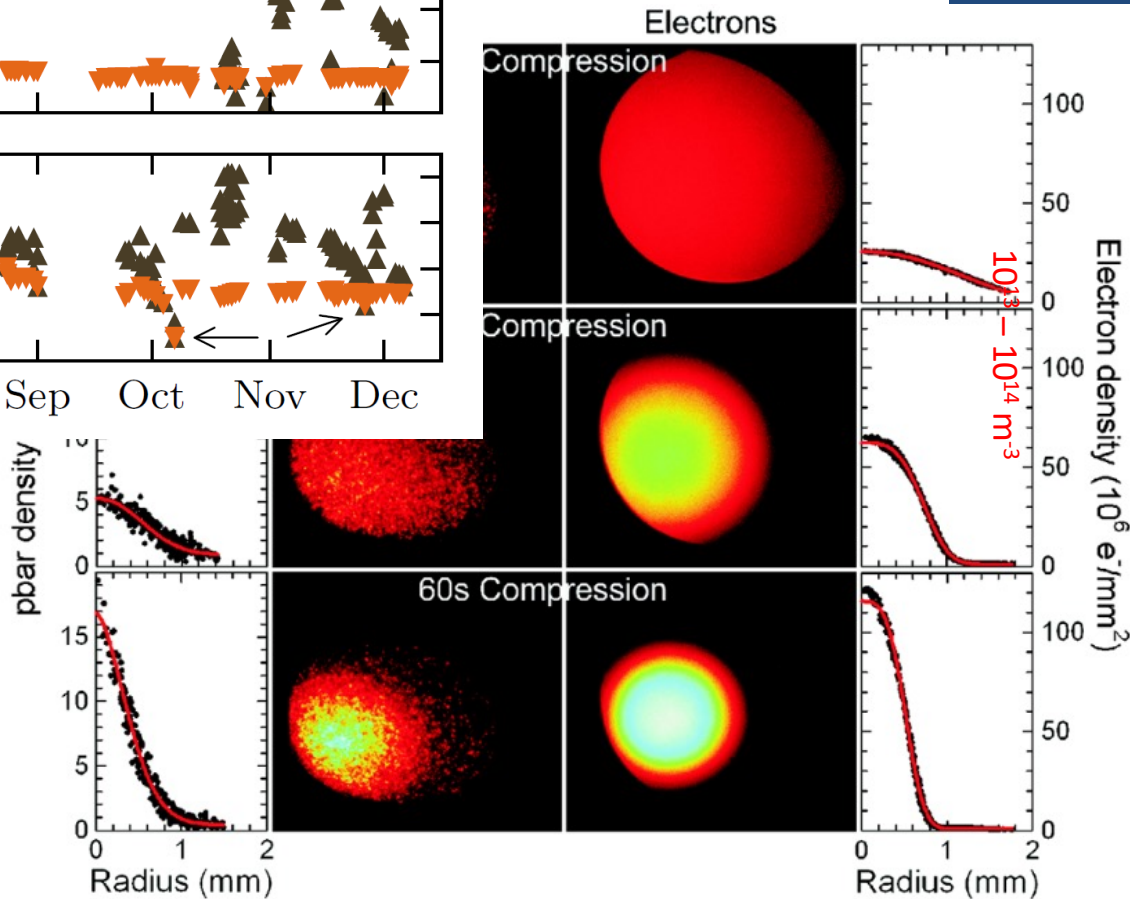 Electrons
Compression
100
50
0
10¹³ – 10¹⁴ m⁻³
Electron density (10⁶ e⁻/mm²)
Sep Oct Nov Dec
Compression
100
50
0
pbar density
10
5
0
60s Compression
15
10
5
0
100
50
0
0 1 2
Radius (mm)
0 1 2
Radius (mm)